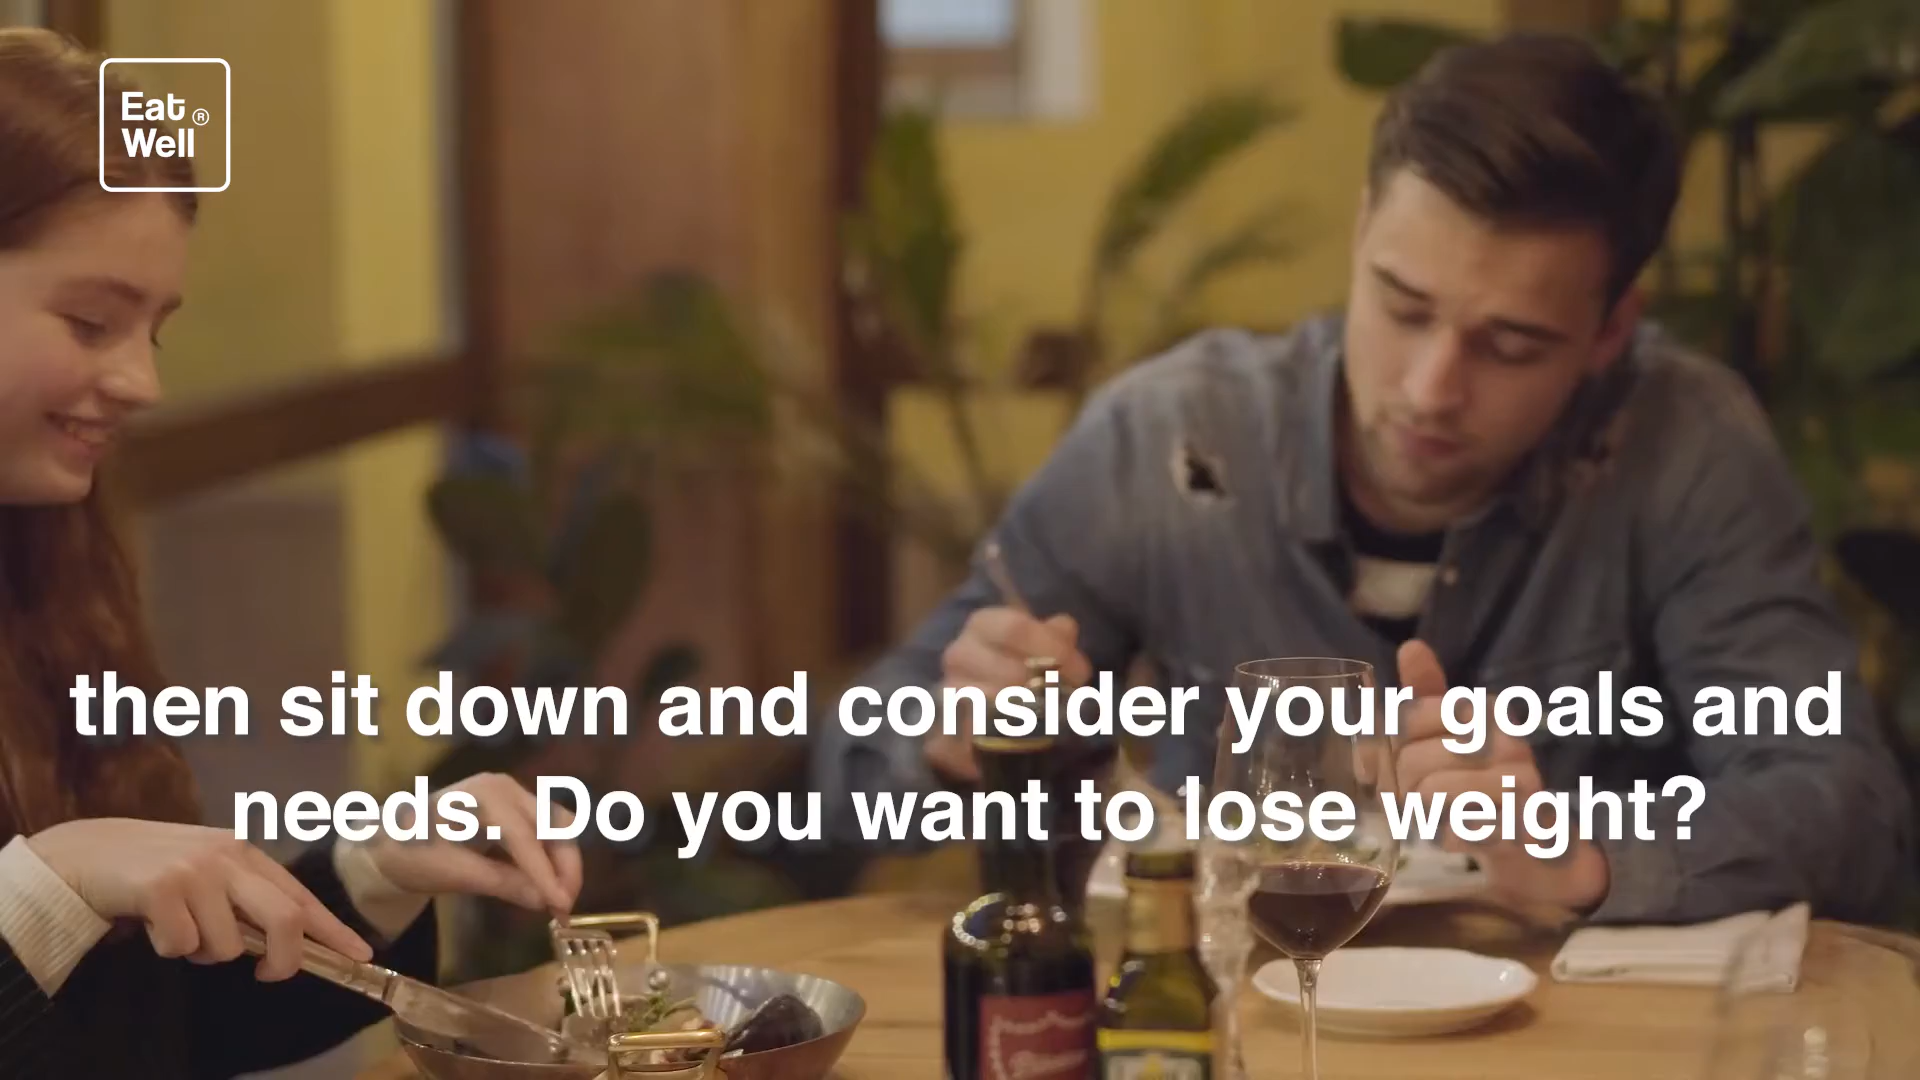 Eat ®
Well
then sit down and consider your goals and
needs. Do you want to lose weight?